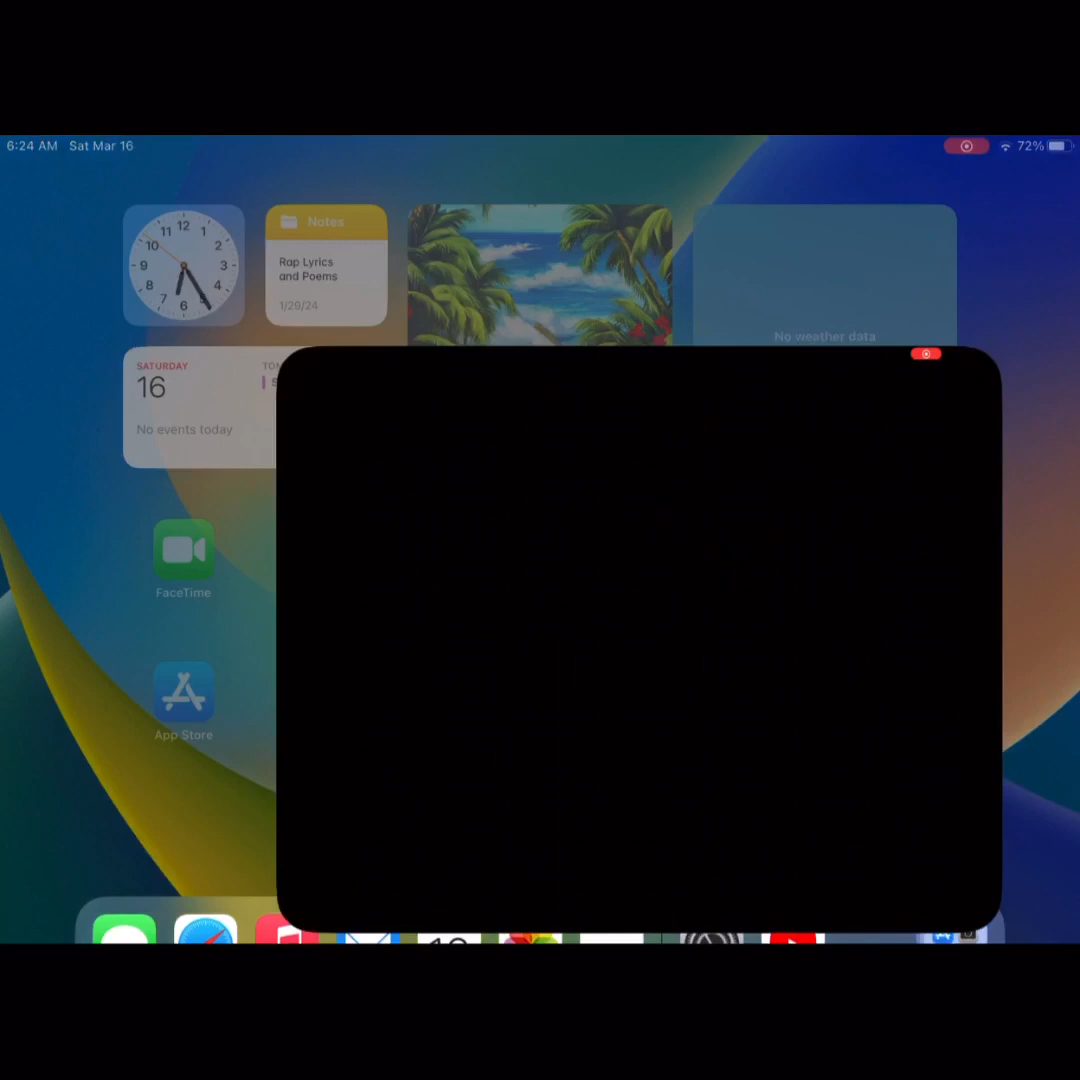 6:24 AM Sat Mar 16
72%
12
11 1
10 2
9 3
8 4
7 6
Notes
Rap Lyrics
and Poems
1/29/24
No weather data
SATURDAY
16
No events today
FaceTime
App Store